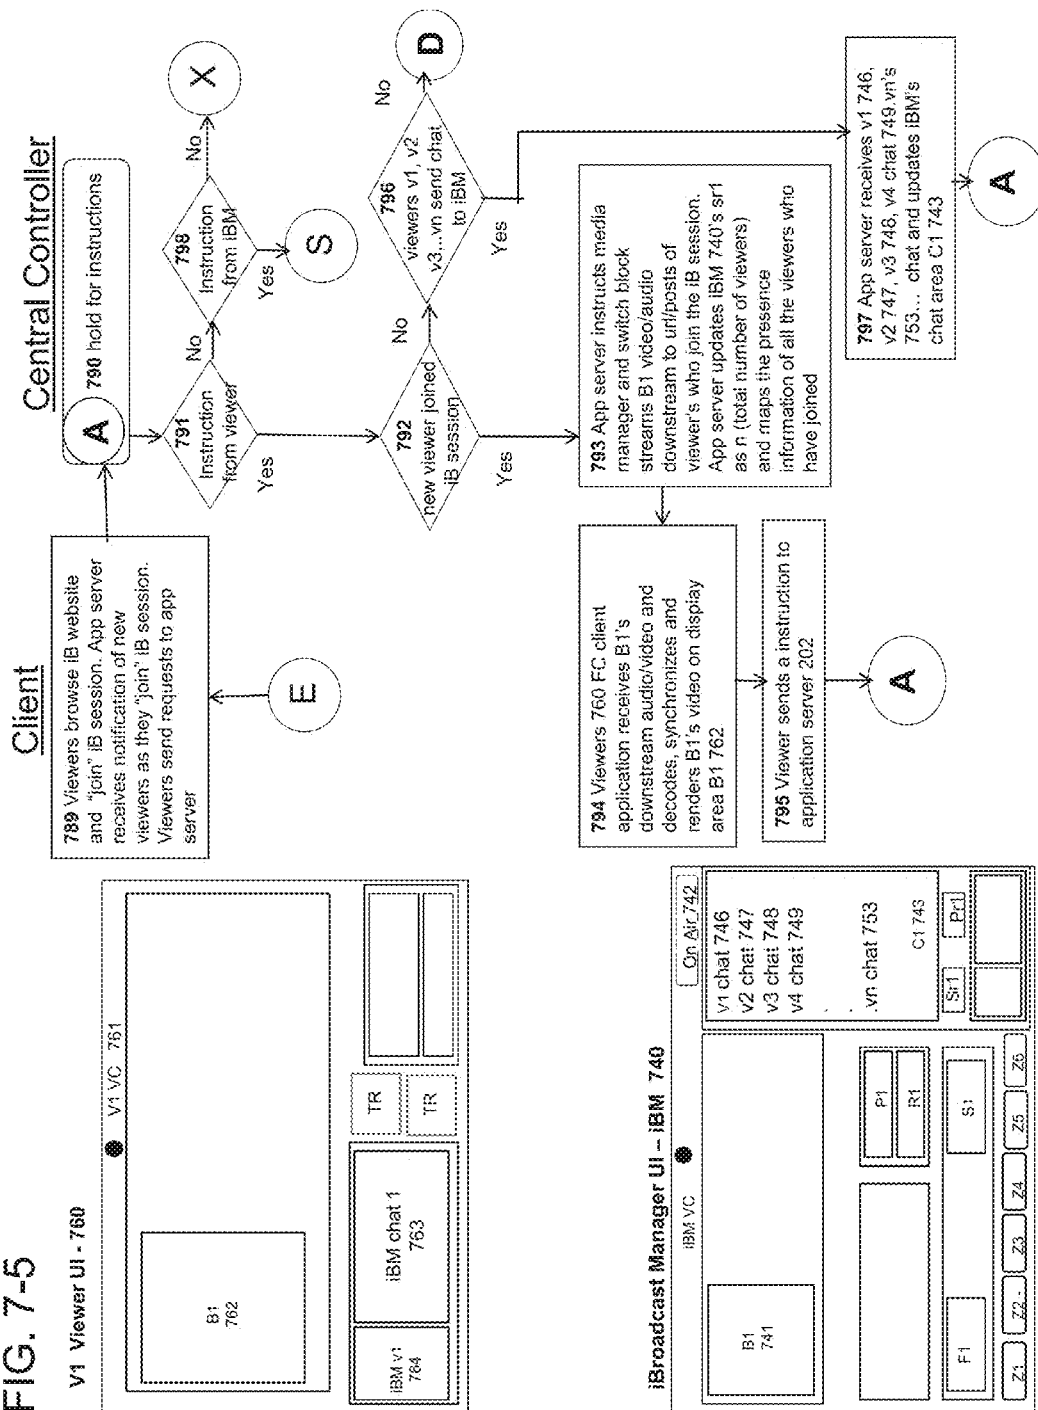 FIG. 7-5
V1 Viewer UI - 760
V1 VC 761
B1
762
iBM v1
764
iBM chat 1
763
TR
TR
iBroadcast Manager UI – iBM 740
iBM VC
On Air 742
B1
741
v1 chat 746
v2 chat 747
v3 chat 748
v4 chat 749
.vn chat 753
C1 743
P1
R1
Sr1
Pr1
F1
S1
Z1
Z2 -
Z3
Z4
Z5
Z6
Client
789 Viewers browse iB website
and "join" iB session. App server
receives notification of new
viewers as they "join" iB session.
Viewers send requests to app
server
E
794 Viewers 760 FC client
application receives B1's
downstream audio/video and
decodes, synchronizes and
renders B1's video on display
area B1 762
795 Viewer sends a instruction to
application server 202
A
Central Controller
A
790 hold for instructions
791
Instruction
from viewer
No
Yes
798
Instruction
from iBM
No
X
Yes
S
792
new viewer joined
iB session
No
Yes
796
viewers v1, v2
v3...vn send chat
to iBM
No
D
Yes
793 App server instructs media
manager and switch block
streams B1 video/audio
downstream to url/posts of
viewer's who join the iB session.
App server updates iBM 740's sr1
as n (total number of viewers)
and maps the presence
information of all the viewers who
have joined
797 App server receives v1 746,
v2 747, v3 748, v4 chat 749.vn's
753... chat and updates iBM's
chat area C1 743
A